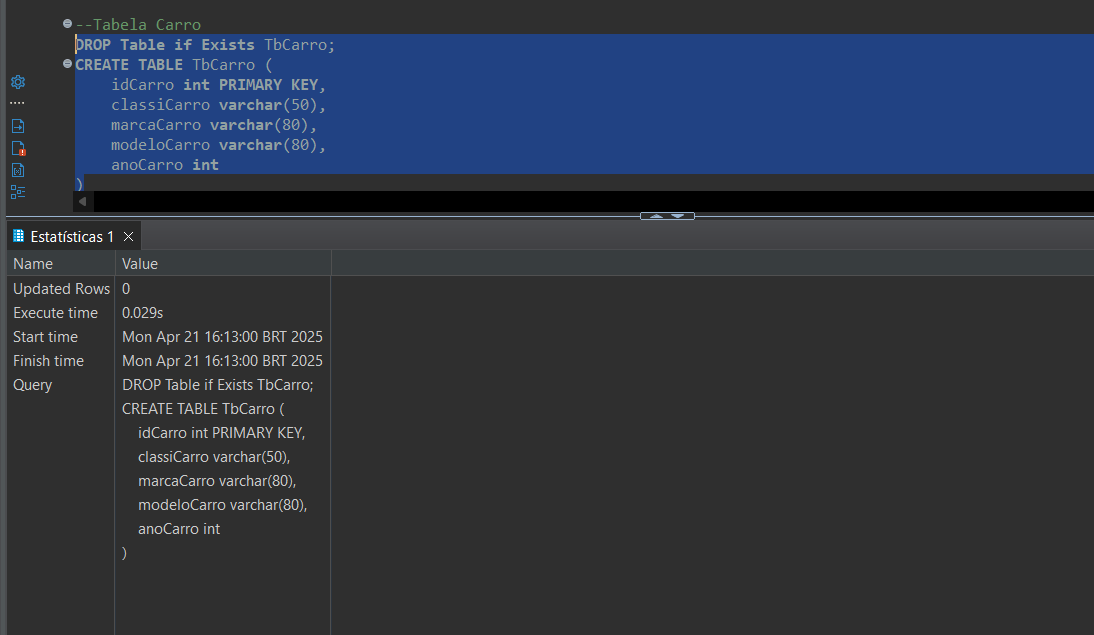 --Tabela Carro
DROP Table if Exists TbCarro;
CREATE TABLE TbCarro (
    idCarro int PRIMARY KEY,
    classiCarro varchar(50),
    marcaCarro varchar(80),
    modeloCarro varchar(80),
    anoCarro int
)
Estatísticas 1
Name Value
Updated Rows 0
Execute time 0.029s
Start time Mon Apr 21 16:13:00 BRT 2025
Finish time Mon Apr 21 16:13:00 BRT 2025
Query DROP Table if Exists TbCarro;
CREATE TABLE TbCarro (
    idCarro int PRIMARY KEY,
    classiCarro varchar(50),
    marcaCarro varchar(80),
    modeloCarro varchar(80),
    anoCarro int
)